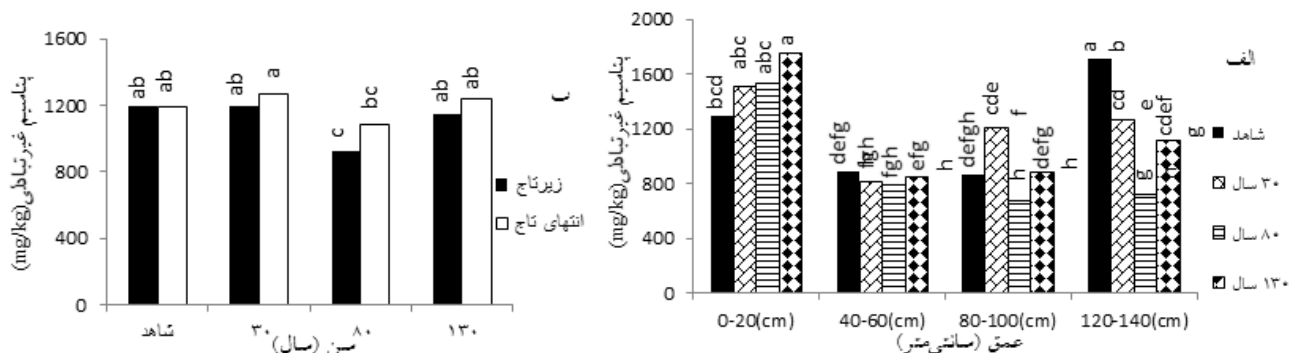 1600
1200
800
400
0
پتاسیم غیرتبادلی(mg/kg)
ab ab
ab a
c bc
ab ab
ب
زیرتاج
انتهای تاج
شاهد ۳۰ ۸۰ ۱۳۰
سن (سال)
2000
1600
1200
800
400
0
پتاسیم غیرتبادلی(mg/kg)
bcd abc abc a
defg fgh fgh efg h
defgh cde f h defg h
a b cd e g cdef g
الف
شاهد
۳۰ سال
۸۰ سال
۱۳۰ سال
0-20(cm) 40-60(cm) 80-100(cm) 120-140(cm)
عمق (سانتی‌متر)